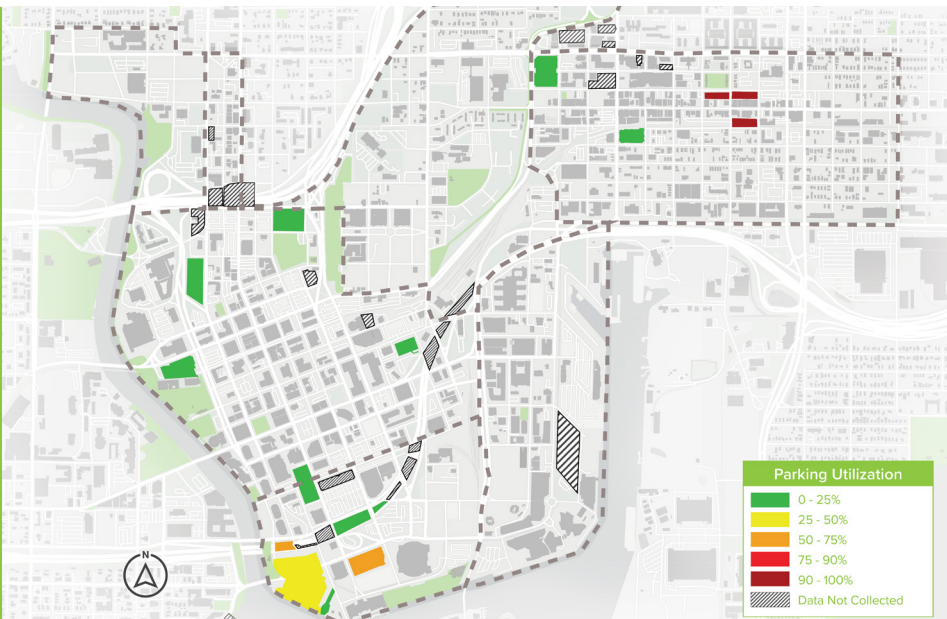 N
Parking Utilization
0 - 25%
25 - 50%
50 - 75%
75 - 90%
90 - 100%
Data Not Collected